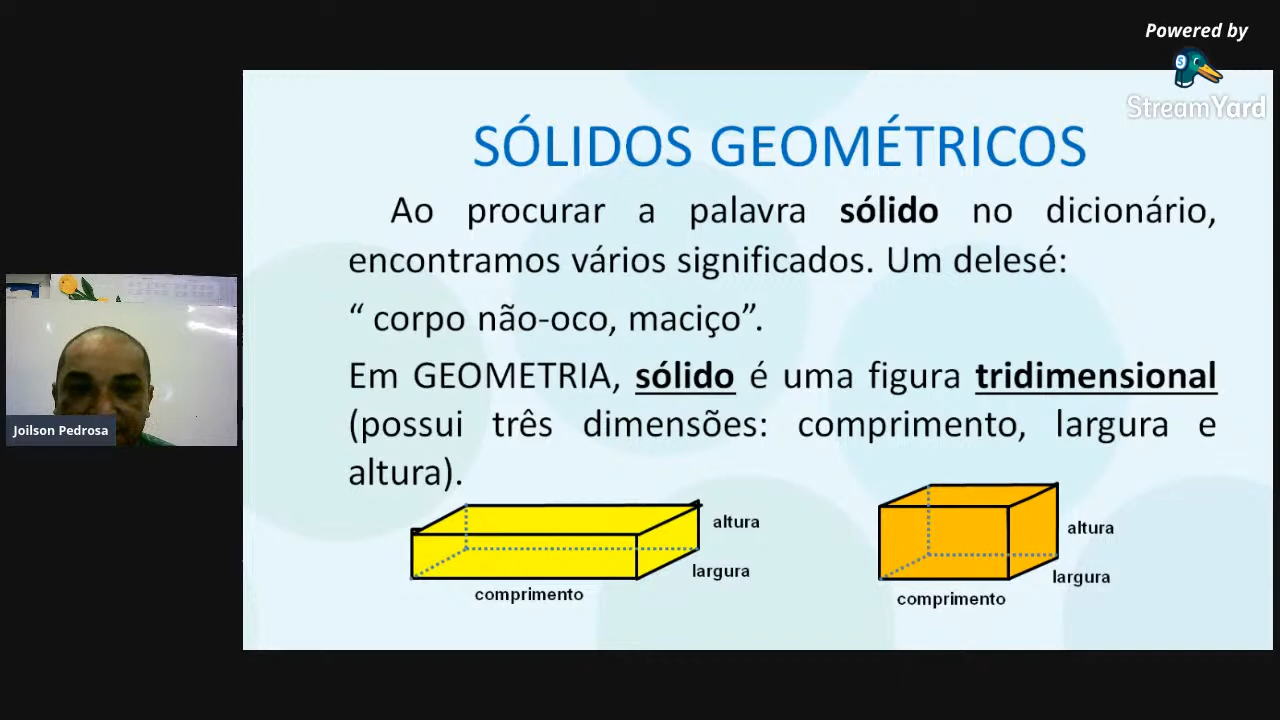 Powered by
StreamYard
SÓLIDOS GEOMÉTRICOS
Ao procurar a palavra sólido no dicionário,
encontramos vários significados. Um delesé:
“ corpo não-oco, maciço”.
Em GEOMETRIA, sólido é uma figura tridimensional
(possui três dimensões: comprimento, largura e
altura).
altura
largura
comprimento
altura
largura
comprimento
Joilson Pedrosa